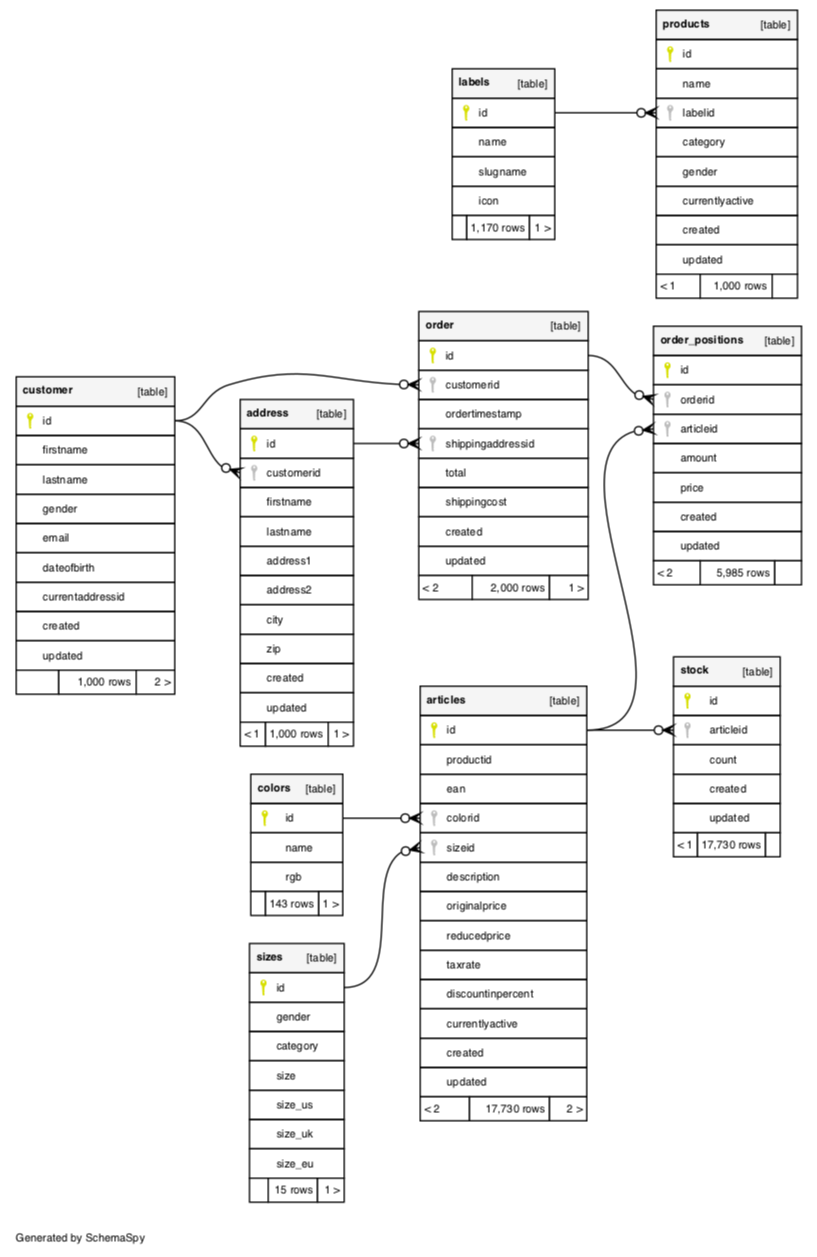 products [table]
id
name
labelid
category
gender
currentlyactive
created
updated
< 1 1,000 rows
labels [table]
id
name
slugname
icon
1,170 rows 1 >
order [table]
id
customerid
ordertimestamp
shippingaddressid
total
shippingcost
created
updated
< 2 2,000 rows 1 >
order_positions [table]
id
orderid
articleid
amount
price
created
updated
< 2 5,985 rows
customer [table]
id
firstname
lastname
gender
email
dateofbirth
currentaddressid
created
updated
1,000 rows 2 >
address [table]
id
customerid
firstname
lastname
address1
address2
city
zip
created
updated
< 1 1,000 rows 1 >
stock [table]
id
articleid
count
created
updated
< 1 17,730 rows
articles [table]
id
productid
ean
colorid
sizeid
description
originalprice
reducedprice
taxrate
discountinpercent
currentlyactive
created
updated
< 2 17,730 rows 2 >
colors [table]
id
name
rgb
143 rows 1 >
sizes [table]
id
gender
category
size
size_us
size_uk
size_eu
15 rows 1 >
Generated by SchemaSpy